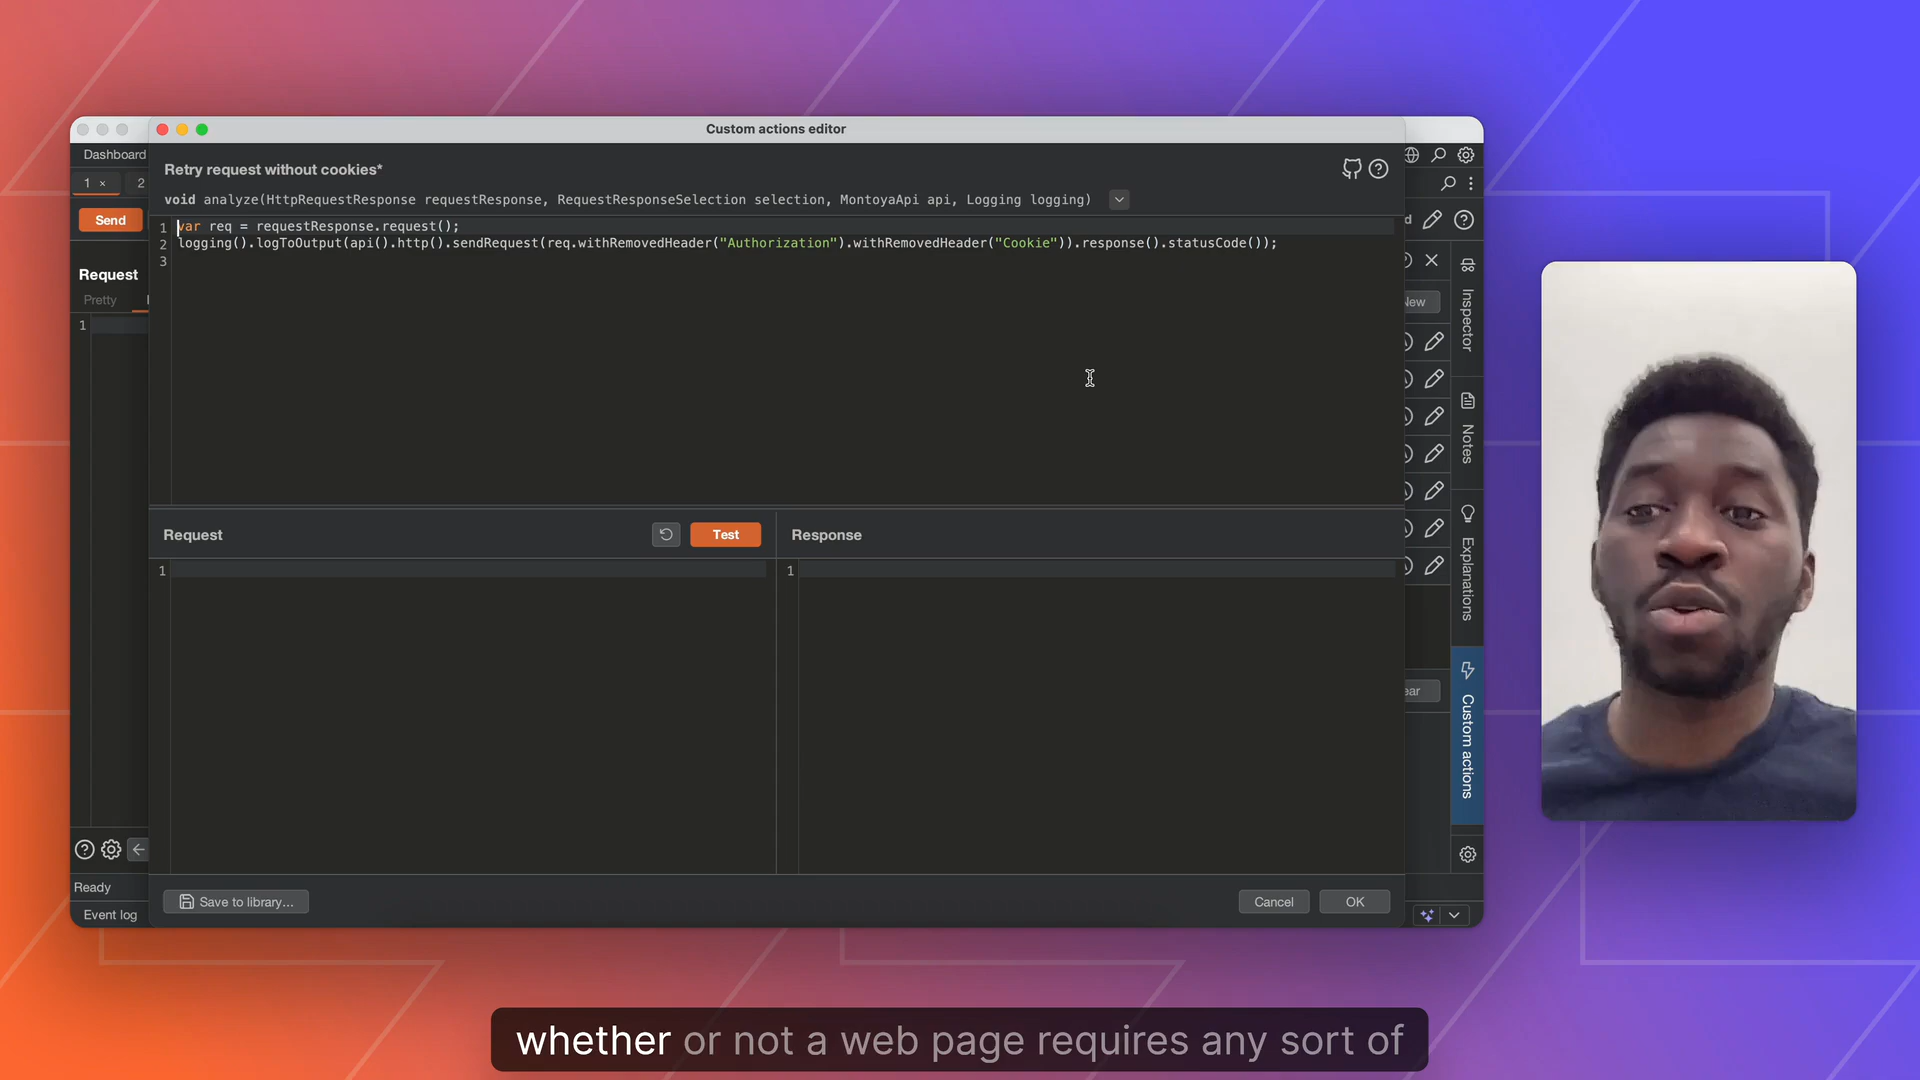 Custom actions editor
Dashboard
Retry request without cookies*
1 ×
2
void analyze(HttpRequestResponse requestResponse, RequestResponseSelection selection, MontoyaApi api, Logging logging)
Send
1 var req = requestResponse.request();
2 logging().logToOutput(api().http().sendRequest(req.withRemovedHeader("Authorization").withRemovedHeader("Cookie")).response().statusCode());
3
Request
Pretty
1
Inspector
Notes
Explanations
Custom actions
Request
Test
Response
1
1
Ready
Event log
Save to library...
Cancel
OK
whether or not a web page requires any sort of